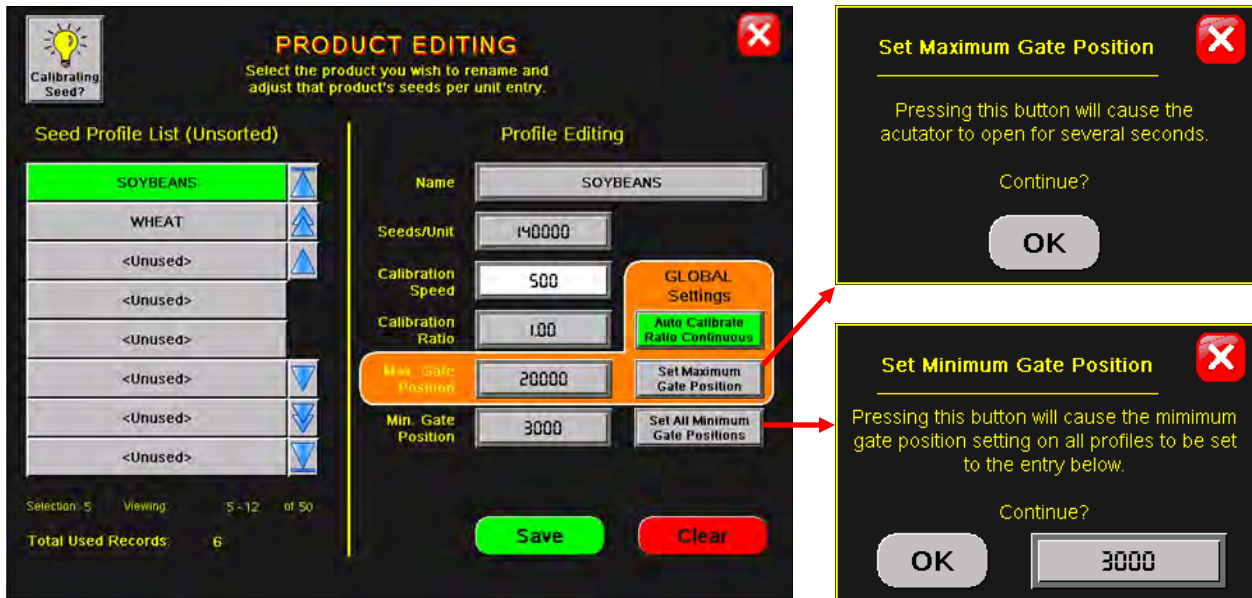 Calibrating
Seed?
PRODUCT EDITING
Select the product you wish to rename and
adjust that product's seeds per unit entry.
Seed Profile List (Unsorted)
SOYBEANS
WHEAT
<Unused>
<Unused>
<Unused>
<Unused>
<Unused>
<Unused>
Selection: 5 Viewing: 5 - 12 of 50
Total Used Records: 6
Profile Editing
Name SOYBEANS
Seeds/Unit 140000
Calibration
Speed
500
Calibration
Ratio
1.00
Max. Gate
Position
20000
Min. Gate
Position
3000
GLOBAL
Settings
Auto Calibrate
Ratio Continuous
Set Maximum
Gate Position
Set All Minimum
Gate Positions
Save Clear
Set Maximum Gate Position
Pressing this button will cause the
acutator to open for several seconds.
Continue?
OK
Set Minimum Gate Position
Pressing this button will cause the mimimum
gate position setting on all profiles to be set
to the entry below.
Continue?
OK 3000